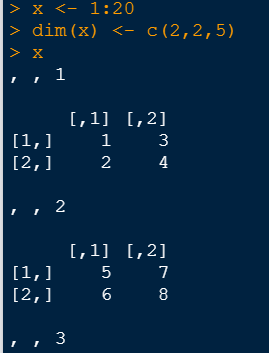 > x <- 1:20
> dim(x) <- c(2,2,5)
> x
, , 1
     [,1] [,2]
[1,]    1    3
[2,]    2    4
, , 2
     [,1] [,2]
[1,]    5    7
[2,]    6    8
, , 3